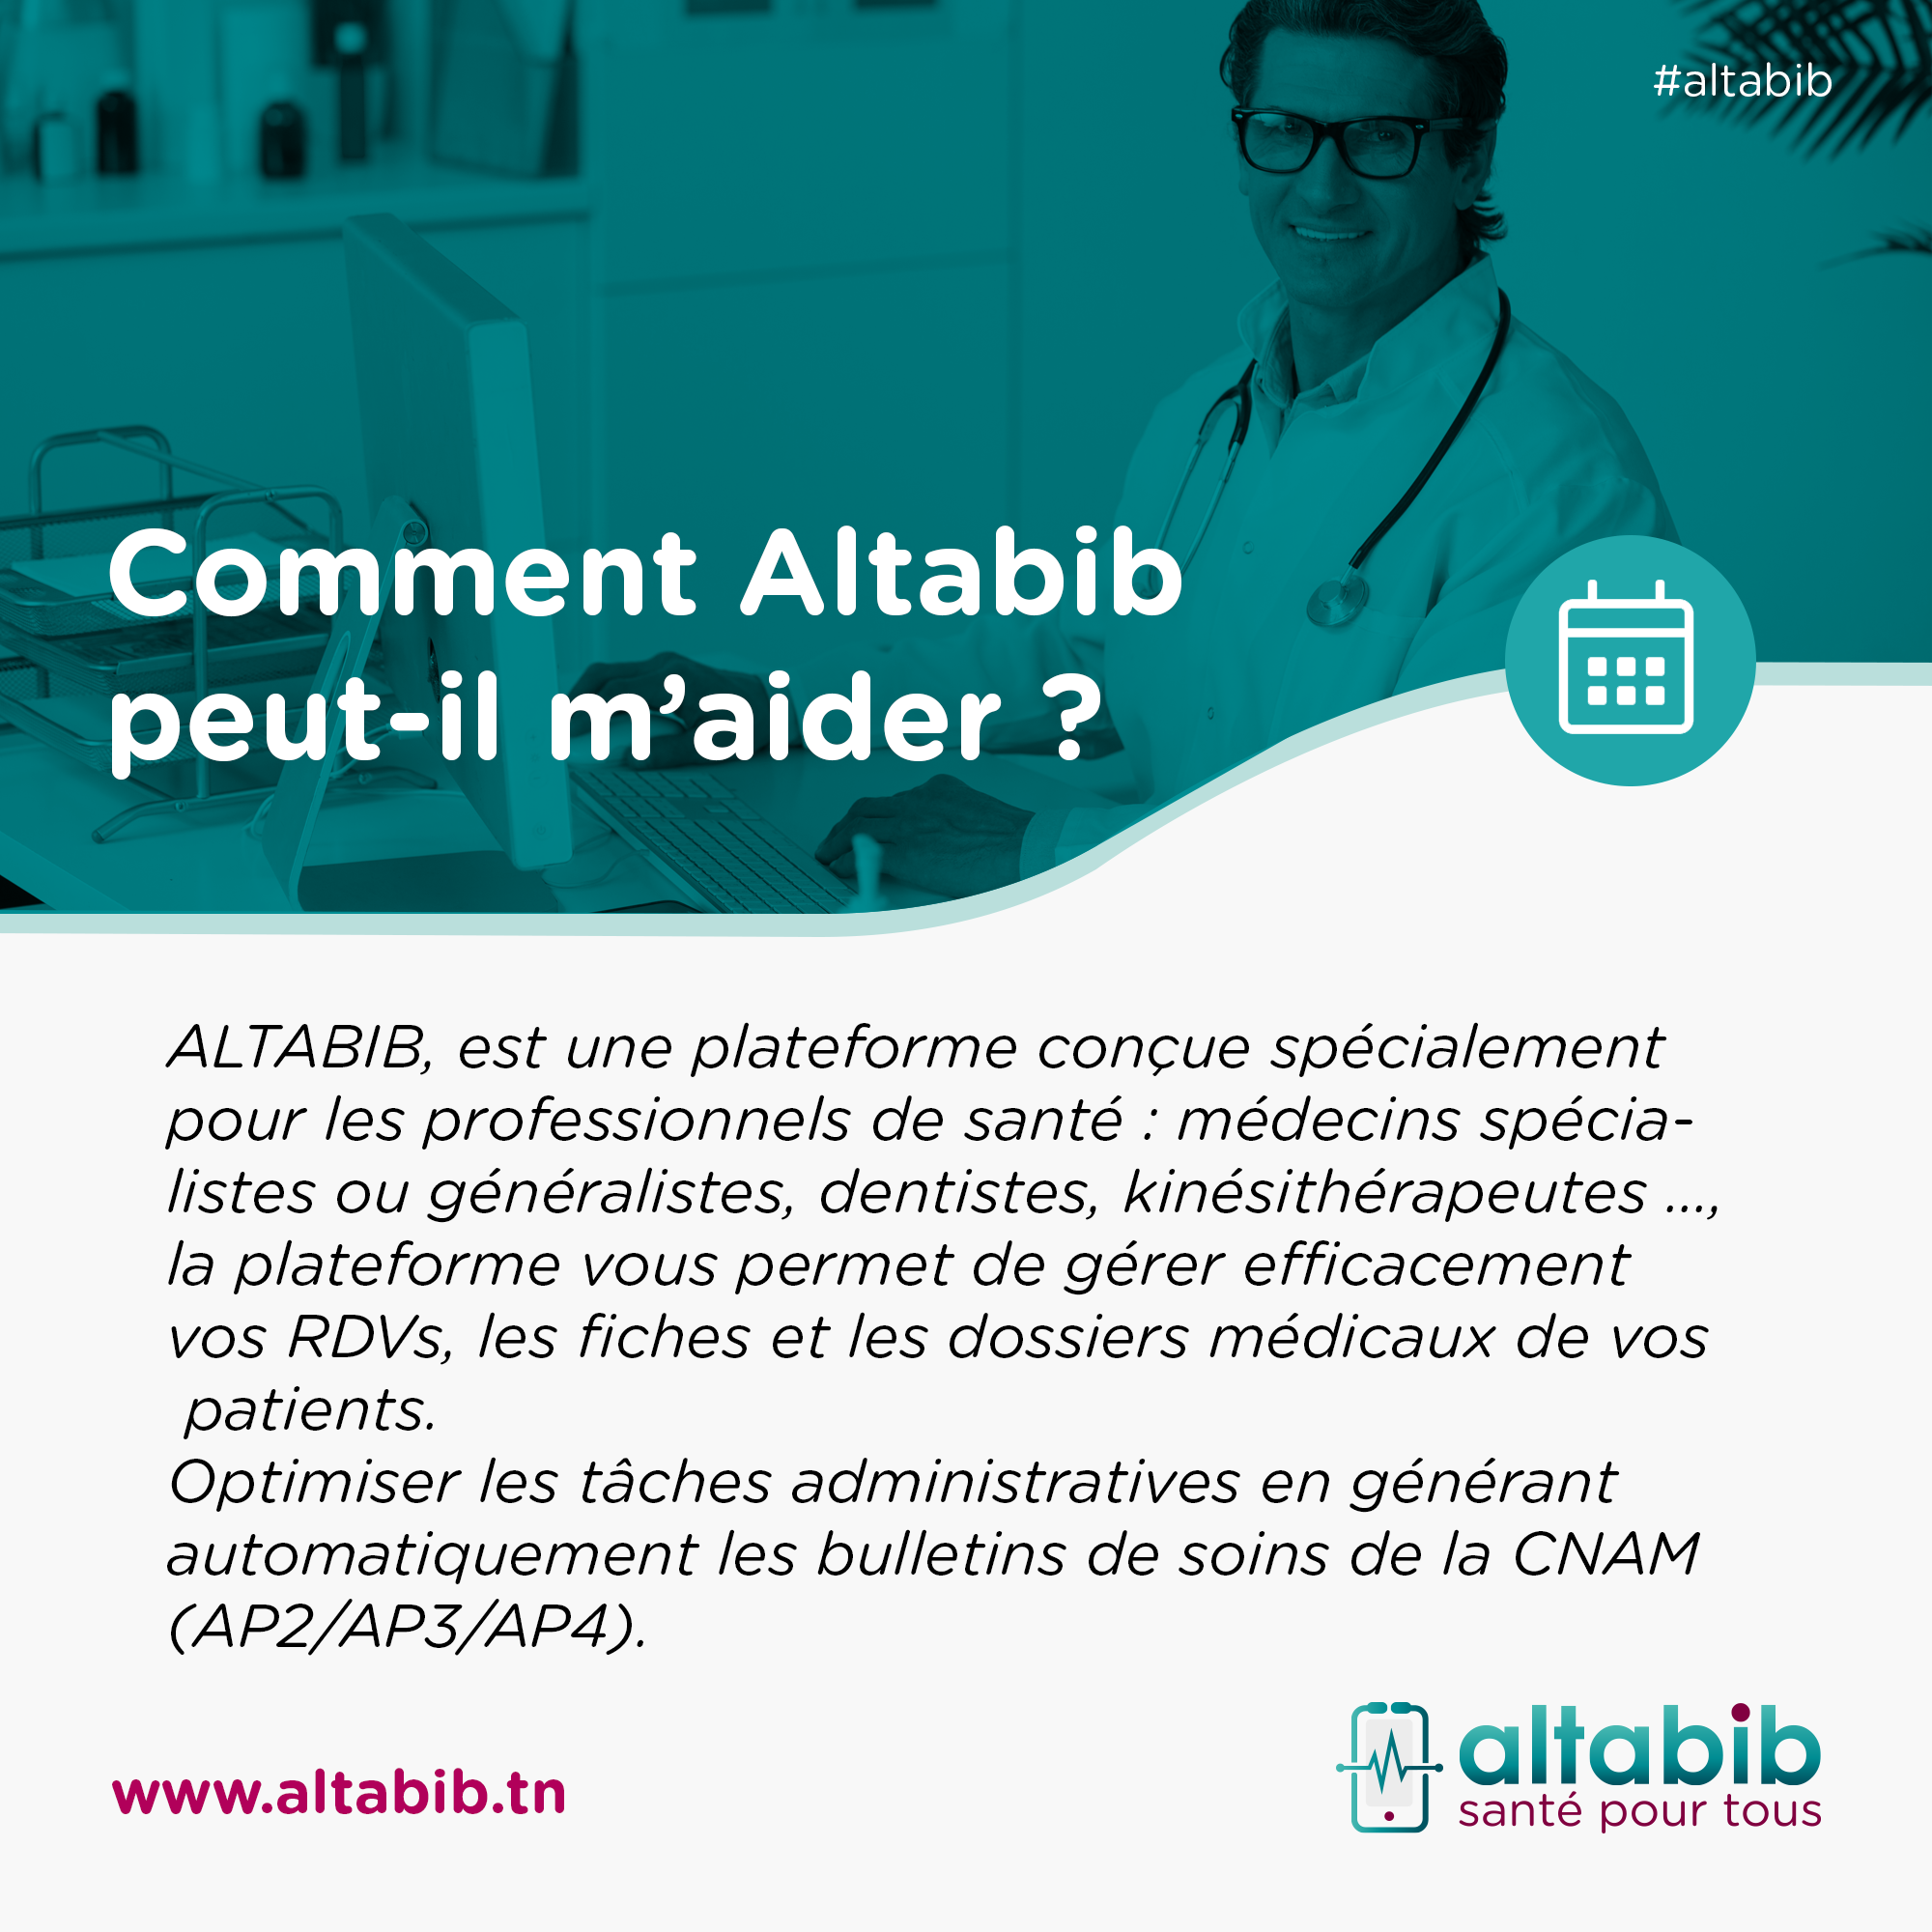 #altabib
Comment Altabib
peut-il m’aider ?
ALTABIB, est une plateforme conçue spécialement
pour les professionnels de santé : médecins spécia-
listes ou généralistes, dentistes, kinésithérapeutes ...,
la plateforme vous permet de gérer efficacement
vos RDVs, les fiches et les dossiers médicaux de vos
patients.
Optimiser les tâches administratives en générant
automatiquement les bulletins de soins de la CNAM
(AP2/AP3/AP4).
www.altabib.tn
altabib
santé pour tous